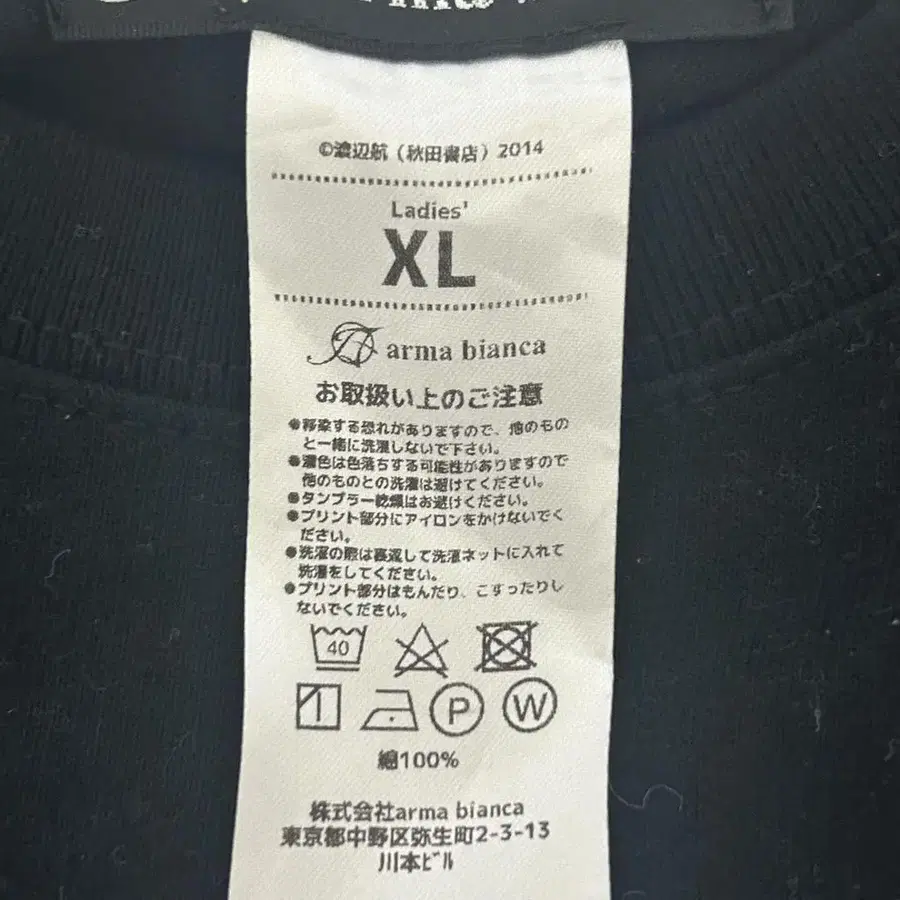 ©渡辺航（秋田書店）2014
Ladies'
XL
arma bianca
お取扱い上のご注意
●移染する恐れがありますので、他のもの
と一緒に洗濯しないで下さい。
●濃色は色落ちする可能性がありますので
他のものとの洗濯は避けてください。
●タンブラー乾燥はお避けください。
●プリント部分にアイロンをかけないでく
ださい。
●洗濯の際は裏返して洗濯ネットに入れて
洗濯をしてください。
●プリント部分はもんだり、こすったりし
ないでください。
40
P W
綿100%
株式会社arma bianca
東京都中野区弥生町2-3-13
川本ビル